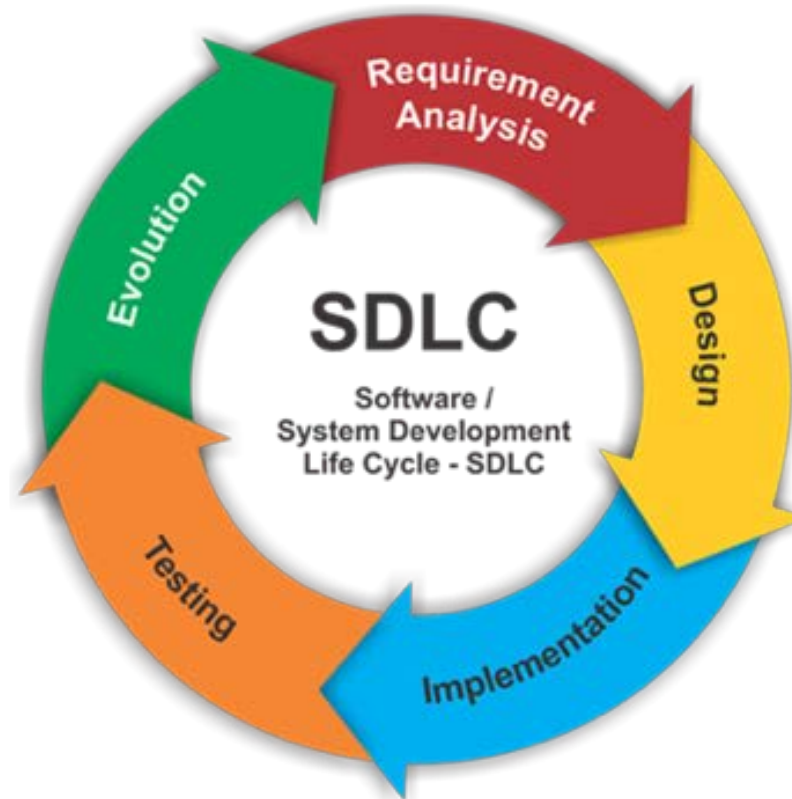 Requirement
Analysis
Design
Implementation
Testing
Evolution
SDLC
Software /
System Development
Life Cycle - SDLC